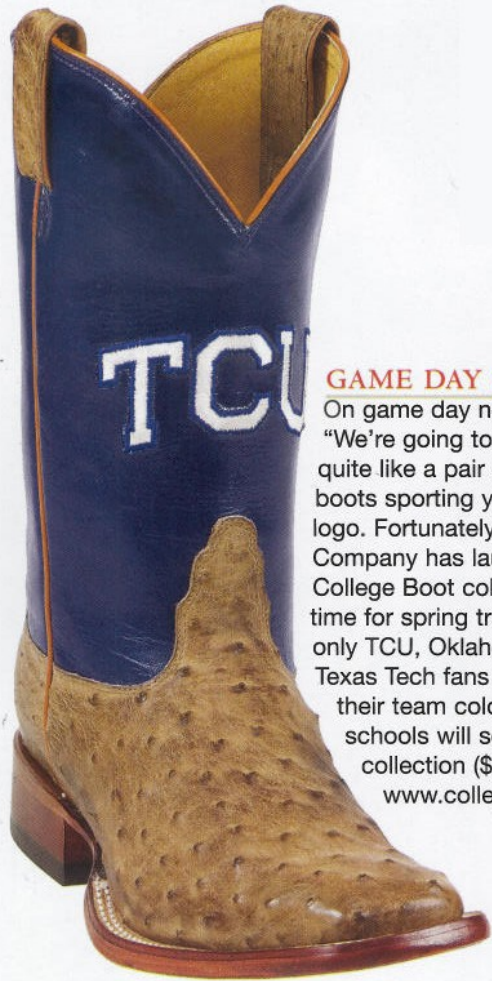 TCU
GAME DAY
On game day n
"We're going to
quite like a pair
boots sporting y
logo. Fortunately
Company has lau
College Boot col
time for spring tr
only TCU, Oklah
Texas Tech fans
their team colo
schools will s
collection ($
www.colle